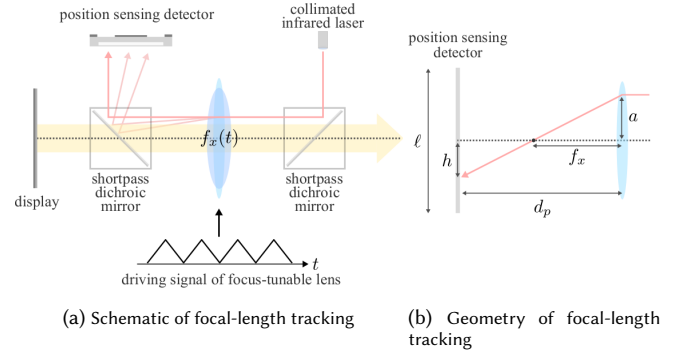 position sensing detector
collimated
infrared laser
f_x(t)
display
shortpass
dichroic
mirror
shortpass
dichroic
mirror
t
driving signal of focus-tunable lens
(a) Schematic of focal-length tracking
position sensing
detector
ℓ
h
a
f_x
d_p
(b) Geometry of focal-length
tracking